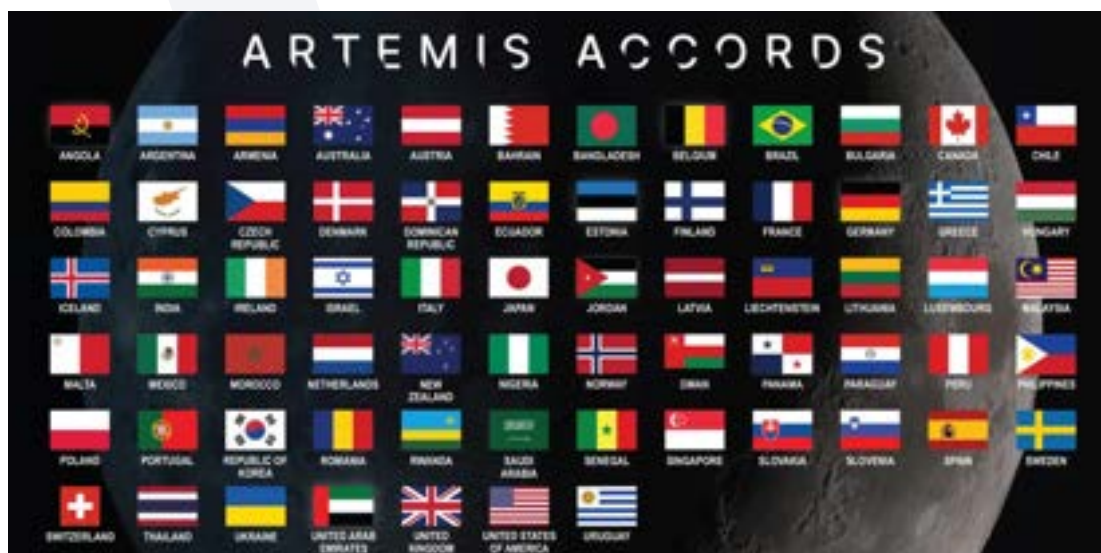 ARTEMIS ACCORDS
ANGOLA ARGENTINA ARMENIA AUSTRALIA AUSTRIA BAHRAIN BANGLADESH BELGIUM BRAZIL BULGARIA CANADA CHILE
COLOMBIA CYPRUS CZECH REPUBLIC DENMARK DOMINICAN REPUBLIC ECUADOR ESTONIA FINLAND FRANCE GERMANY GREECE HUNGARY
ICELAND INDIA IRELAND ISRAEL ITALY JAPAN JORDAN LATVIA LIECHTENSTEIN LITHUANIA LUXEMBOURG MALAYSIA
MALTA MEXICO MOROCCO NETHERLANDS NEW ZEALAND NIGERIA NORWAY OMAN PANAMA PARAGUAY PERU PHILIPPINES
POLAND PORTUGAL REPUBLIC OF KOREA ROMANIA RWANDA SAUDI ARABIA SENEGAL SINGAPORE SLOVAKIA SLOVENIA SPAIN SWEDEN
SWITZERLAND THAILAND UKRAINE UNITED ARAB EMIRATES UNITED KINGDOM UNITED STATES OF AMERICA URUGUAY